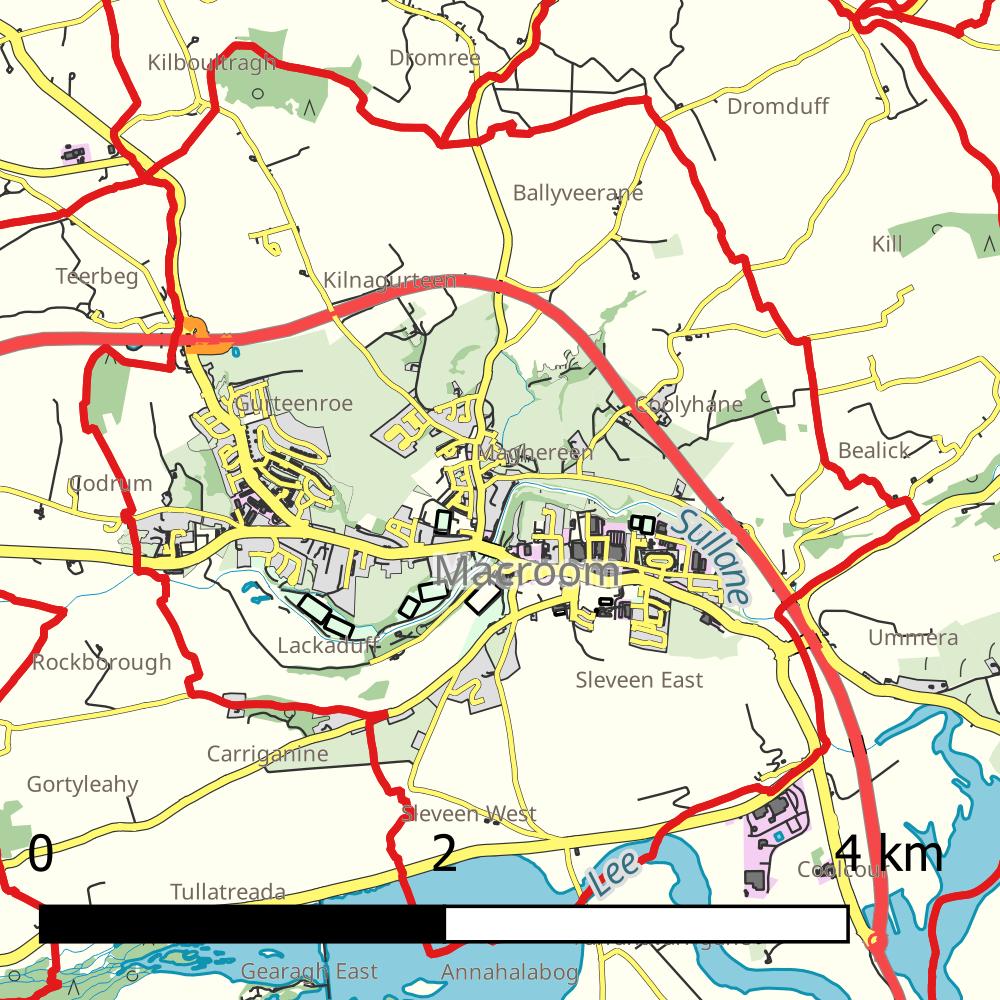 Kilboultragh
Dromree
Dromduff
Ballyveerane
Kill
Teerbeg
Kilnagurteen
Gurteenroe
Coolyhane
Maghereen
Bealick
Codrum
Sullane
Macroom
Lackaduff
Ummera
Rockborough
Sleveen East
Carriganine
Gortyleahy
Sleveen West
0
2
4 km
Lee
Coolcour
Tullatreada
Gearagh East
Annahalabog